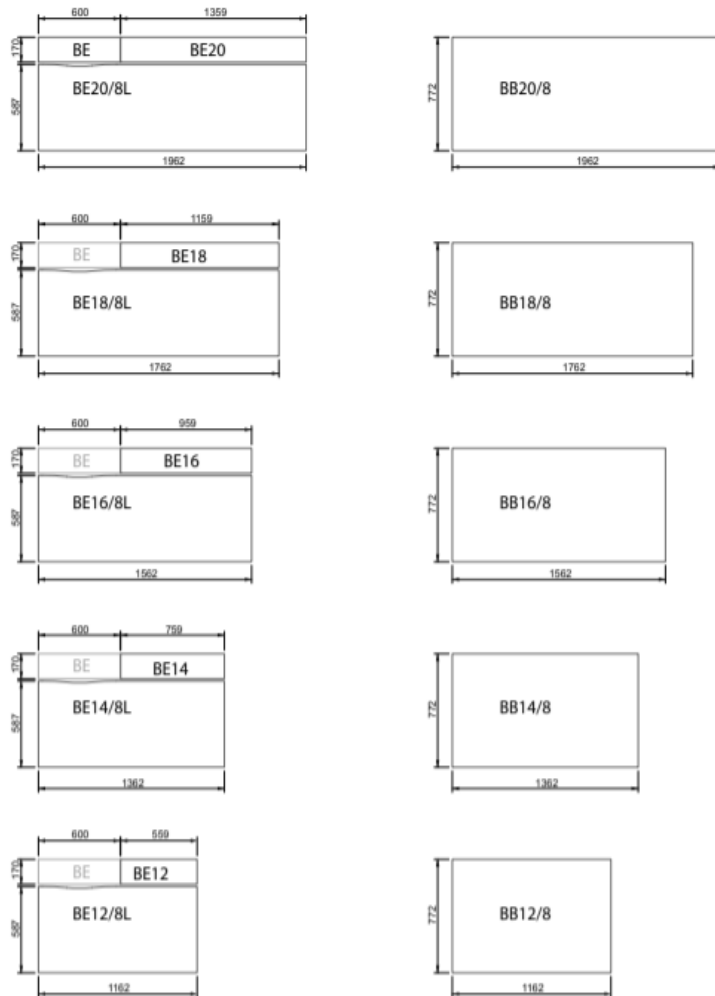 600 1359
170 BE BE20
587 BE20/8L
1962
772 BB20/8
1962
600 1159
170 BE BE18
587 BE18/8L
1762
772 BB18/8
1762
600 959
170 BE BE16
587 BE16/8L
1562
772 BB16/8
1562
600 759
170 BE BE14
587 BE14/8L
1362
772 BB14/8
1362
600 559
170 BE BE12
587 BE12/8L
1162
772 BB12/8
1162